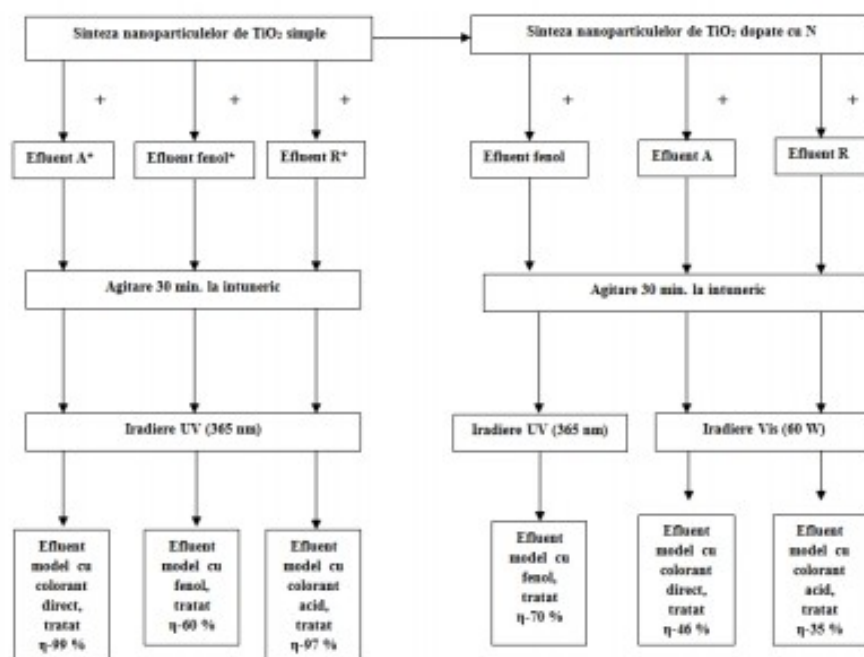 Sinteza nanoparticulelor de TiO₂ simple
Sinteza nanoparticulelor de TiO₂ dopate cu N
+
+
+
+
+
+
Efluent A*
Efluent fenol*
Efluent R*
Efluent fenol
Efluent A
Efluent R
Agitare 30 min. la intuneric
Agitare 30 min. la intuneric
Iradiere UV (365 nm)
Iradiere UV (365 nm)
Iradiere Vis (60 W)
Efluent
model cu
colorant
direct,
tratat
η-99 %
Efluent
model cu
fenol,
tratat
η-60 %
Efluent
model cu
colorant
acid,
tratat
η-97 %
Efluent
model cu
fenol,
tratat
η-70 %
Efluent
model cu
colorant
direct,
tratat
η-46 %
Efluent
model cu
colorant
acid,
tratat
η-35 %